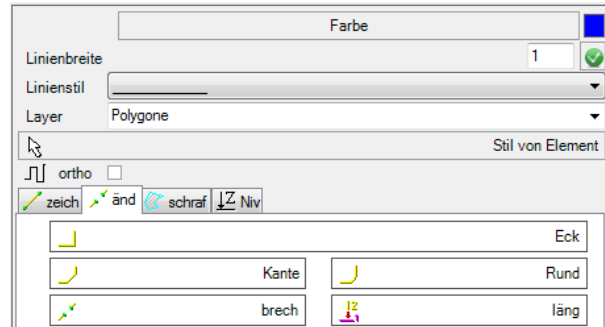 Farbe
Linienbreite 1
Linienstil
Layer Polygone
Stil von Element
ortho
zeich änd schraf Niv
Eck
Kante Rund
brech läng